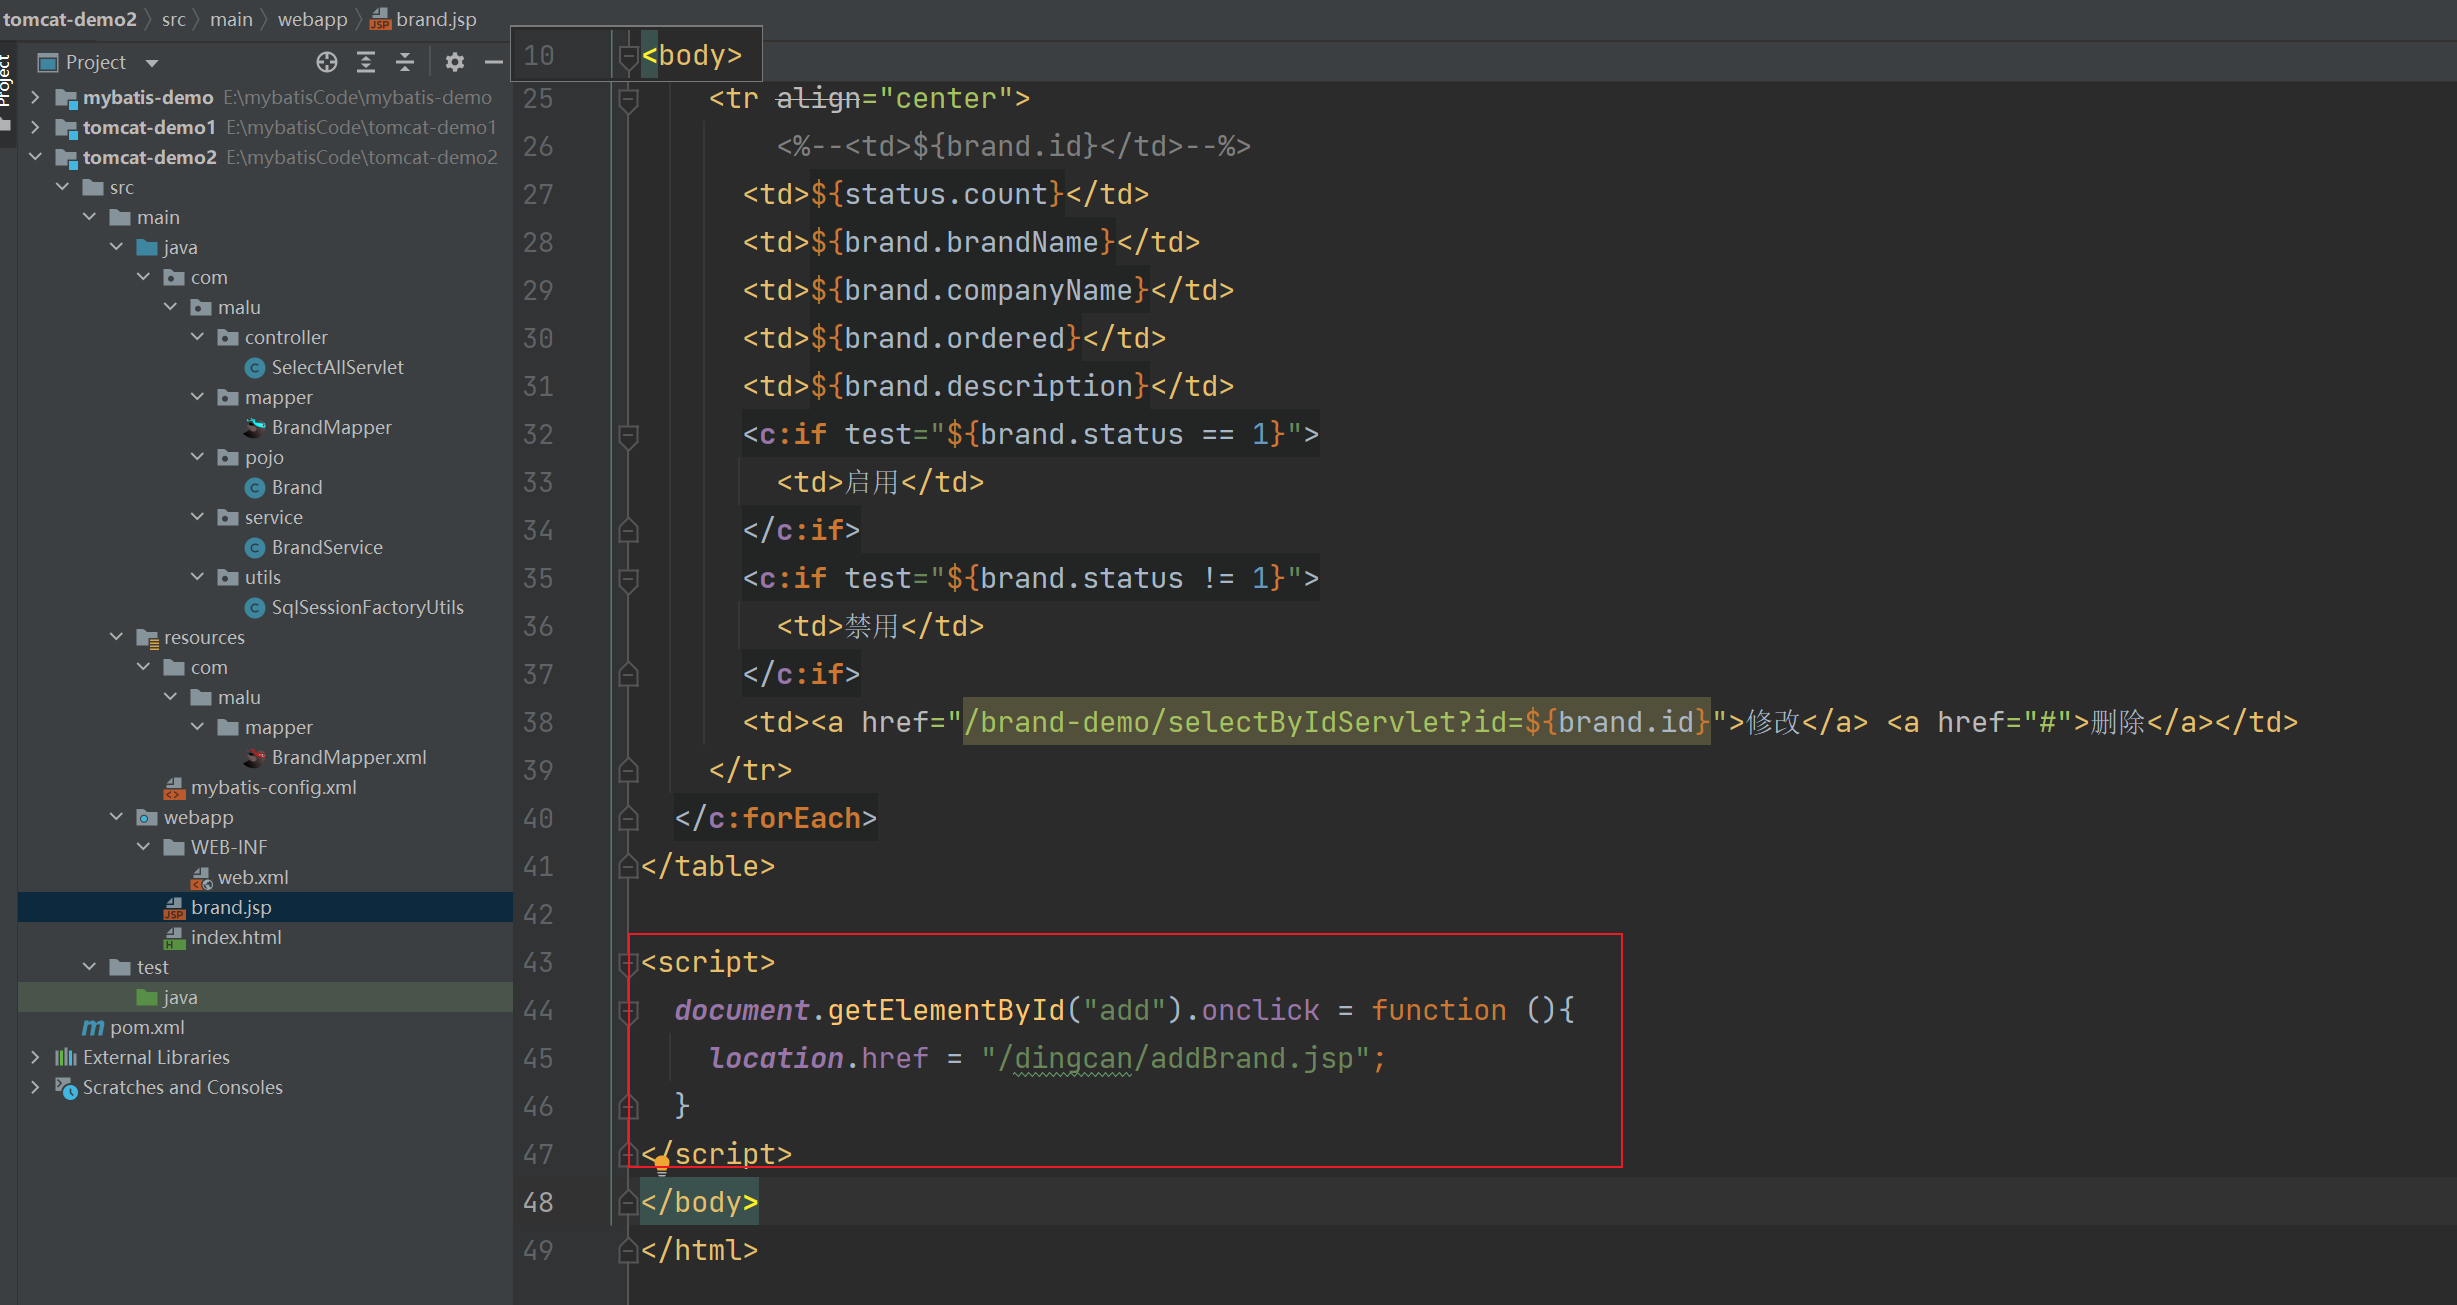 tomcat-demo2 〉 src 〉 main 〉 webapp 〉 brand.jsp
Project
Project
mybatis-demo E:\mybatisCode\mybatis-demo
tomcat-demo1 E:\mybatisCode\tomcat-demo1
tomcat-demo2 E:\mybatisCode\tomcat-demo2
src
main
java
com
malu
controller
SelectAllServlet
mapper
BrandMapper
pojo
Brand
service
BrandService
utils
SqlSessionFactoryUtils
resources
com
malu
mapper
BrandMapper.xml
mybatis-config.xml
webapp
WEB-INF
web.xml
brand.jsp
index.html
test
java
pom.xml
External Libraries
Scratches and Consoles
10 <body>
25 <tr align="center">
26 <%--<td>${brand.id}</td>--%>
27 <td>${status.count}</td>
28 <td>${brand.brandName}</td>
29 <td>${brand.companyName}</td>
30 <td>${brand.ordered}</td>
31 <td>${brand.description}</td>
32 <c:if test="${brand.status == 1}">
33 <td>启用</td>
34 </c:if>
35 <c:if test="${brand.status != 1}">
36 <td>禁用</td>
37 </c:if>
38 <td><a href="/brand-demo/selectByIdServlet?id=${brand.id}">修改</a> <a href="#">删除</a></td>
39 </tr>
40 </c:forEach>
41 </table>
42
43 <script>
44 document.getElementById("add").onclick = function (){
45 location.href = "/dingcan/addBrand.jsp";
46 }
47 </script>
48 </body>
49 </html>